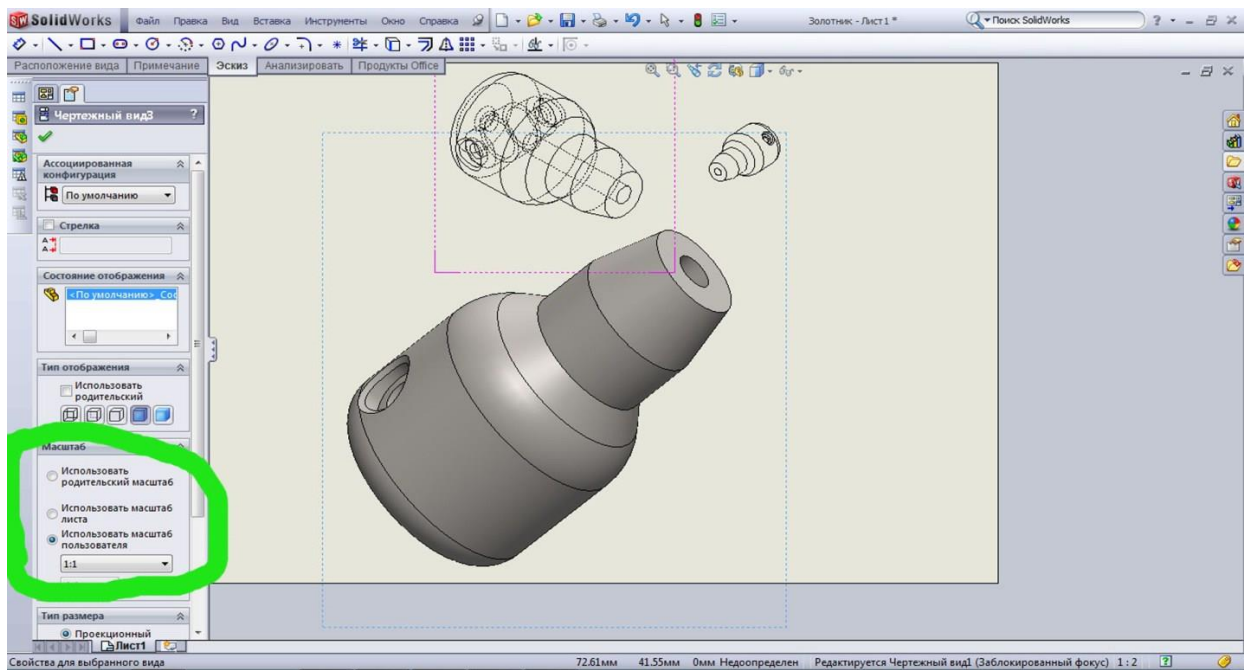 SolidWorks Файл Правка Вид Вставка Инструменты Окно Справка Золотник - Лист1 * Поиск SolidWorks
Расположение вида Примечание Эскиз Анализировать Продукты Office
Чертежный вид3 ?
Ассоциированная
конфигурация
По умолчанию
Стрелка
Состояние отображения
<По умолчанию>_Сос
Тип отображения
Использовать
родительский
Масштаб
Использовать
родительский масштаб
Использовать масштаб
листа
Использовать масштаб
пользователя
1:1
Тип размера
Проекционный
Лист1
Свойства для выбранного вида 72.61мм 41.55мм 0мм Недоопределен Редактируется Чертежный вид1 (Заблокированный фокус) 1 : 2